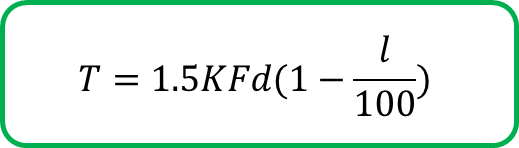 T = 1.5KFd(1 − l/100)